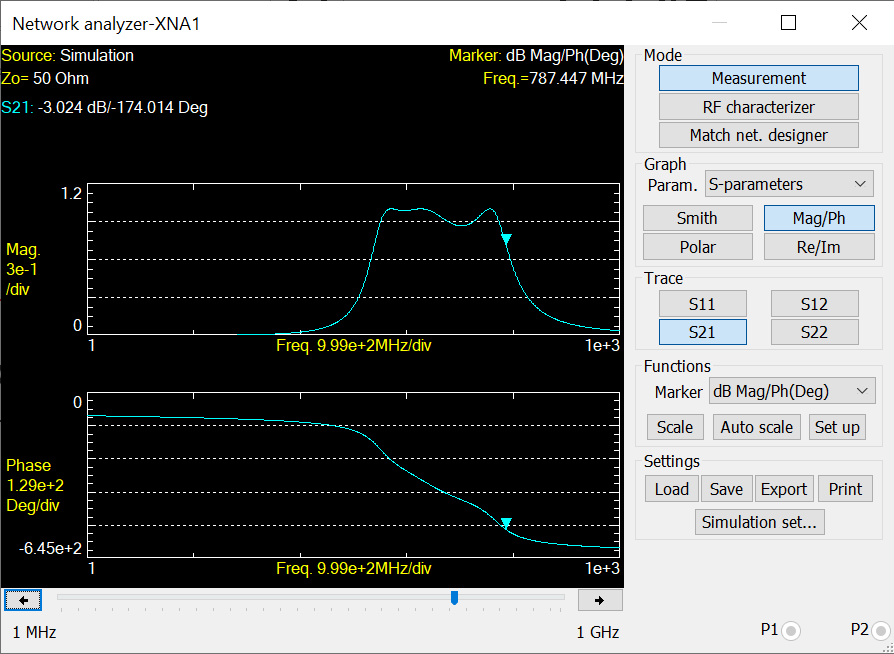 Network analyzer-XNA1
Source: Simulation
Marker: dB Mag/Ph(Deg)
Zo= 50 Ohm
Freq.=787.447 MHz
S21: -3.024 dB/-174.014 Deg
1.2
Mag.
3e-1
/div
0
1
Freq. 9.99e+2MHz/div
1e+3
0
Phase
1.29e+2
Deg/div
-6.45e+2
1
Freq. 9.99e+2MHz/div
1e+3
1 MHz
1 GHz
Mode
Measurement
RF characterizer
Match net. designer
Graph
Param.
S-parameters
Smith
Mag/Ph
Polar
Re/Im
Trace
S11
S12
S21
S22
Functions
Marker
dB Mag/Ph(Deg)
Scale
Auto scale
Set up
Settings
Load
Save
Export
Print
Simulation set...
P1
P2